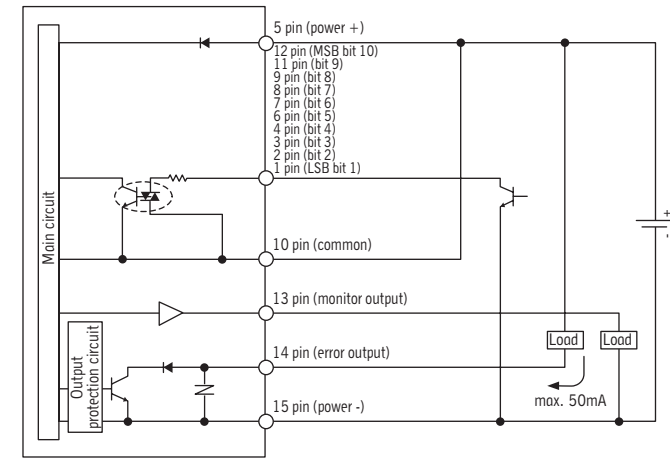 5 pin (power +)
12 pin (MSB bit 10)
11 pin (bit 9)
9 pin (bit 8)
8 pin (bit 7)
7 pin (bit 6)
6 pin (bit 5)
4 pin (bit 4)
3 pin (bit 3)
2 pin (bit 2)
1 pin (LSB bit 1)
Main circuit
+
-
10 pin (common)
13 pin (monitor output)
Output
protection circuit
14 pin (error output)
Load
Load
max. 50mA
15 pin (power -)